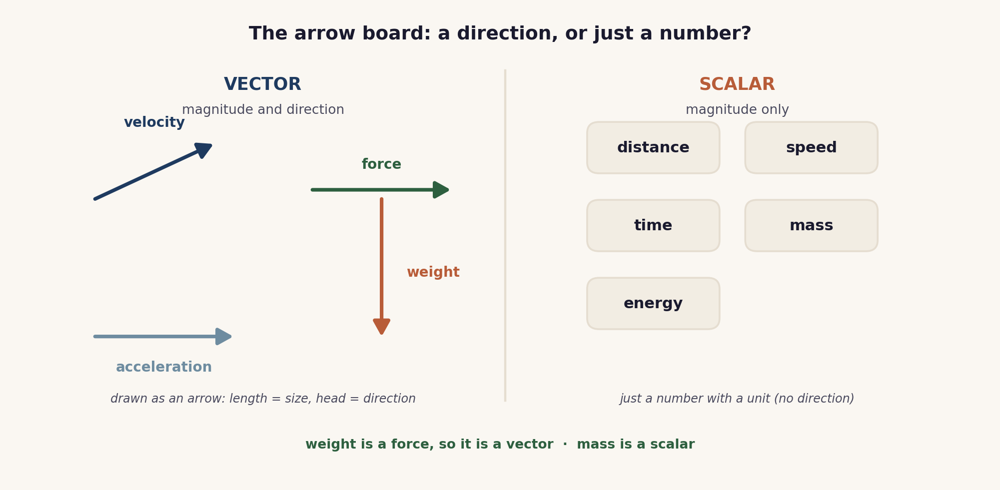 The arrow board: a direction, or just a number?
VECTOR
magnitude and direction
velocity
force
weight
acceleration
drawn as an arrow: length = size, head = direction
SCALAR
magnitude only
distance
speed
time
mass
energy
just a number with a unit (no direction)
weight is a force, so it is a vector · mass is a scalar